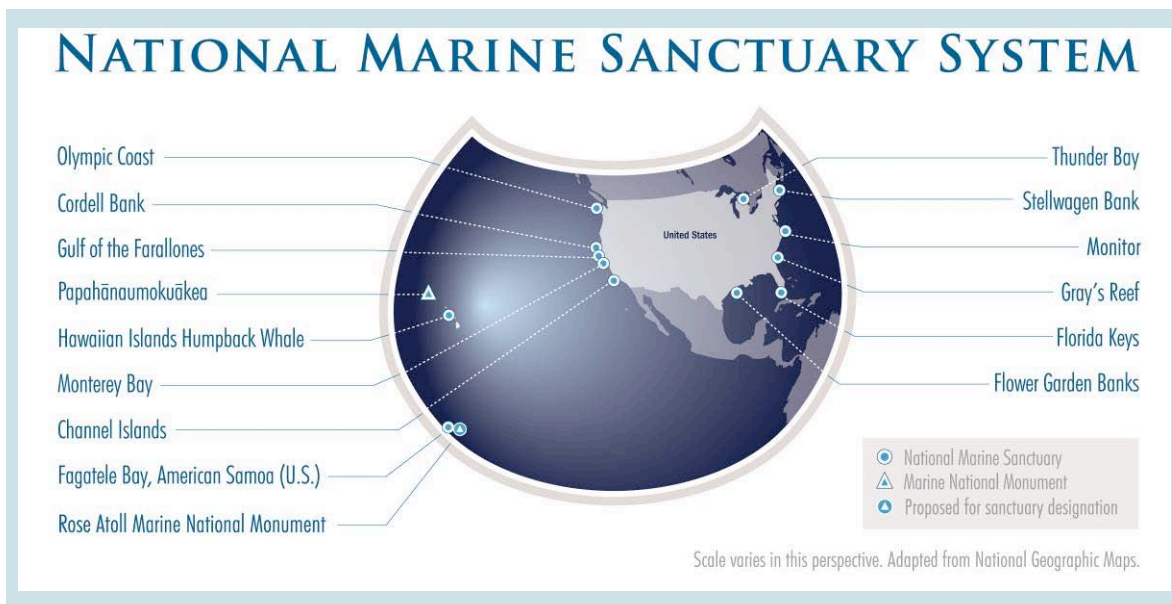 NATIONAL MARINE SANCTUARY SYSTEM
Olympic Coast
Cordell Bank
Gulf of the Farallones
Papahānaumokuākea
Hawaiian Islands Humpback Whale
Monterey Bay
Channel Islands
Fagatele Bay, American Samoa (U.S.)
Rose Atoll Marine National Monument
United States
Thunder Bay
Stellwagen Bank
Monitor
Gray's Reef
Florida Keys
Flower Garden Banks
National Marine Sanctuary
Marine National Monument
Proposed for sanctuary designation
Scale varies in this perspective. Adapted from National Geographic Maps.